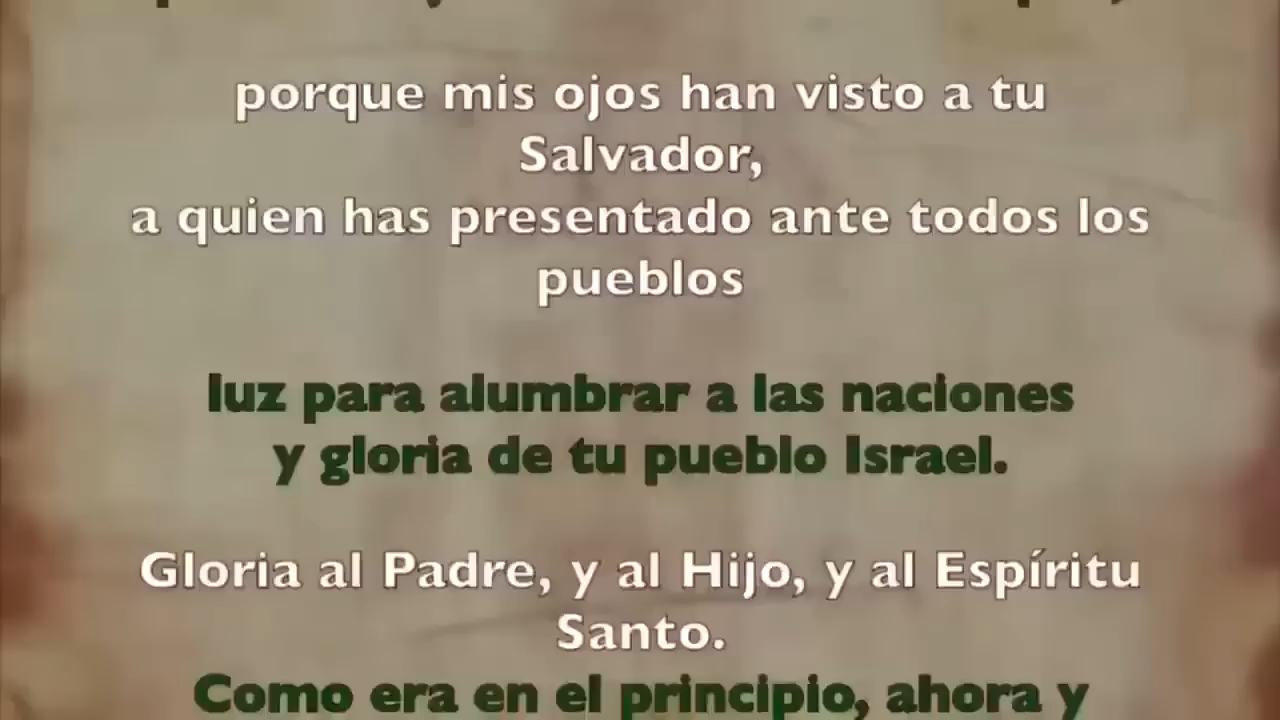 porque mis ojos han visto a tu
Salvador,
a quien has presentado ante todos los
pueblos
luz para alumbrar a las naciones
y gloria de tu pueblo Israel.
Gloria al Padre, y al Hijo, y al Espíritu
Santo.
Como era en el principio, ahora y